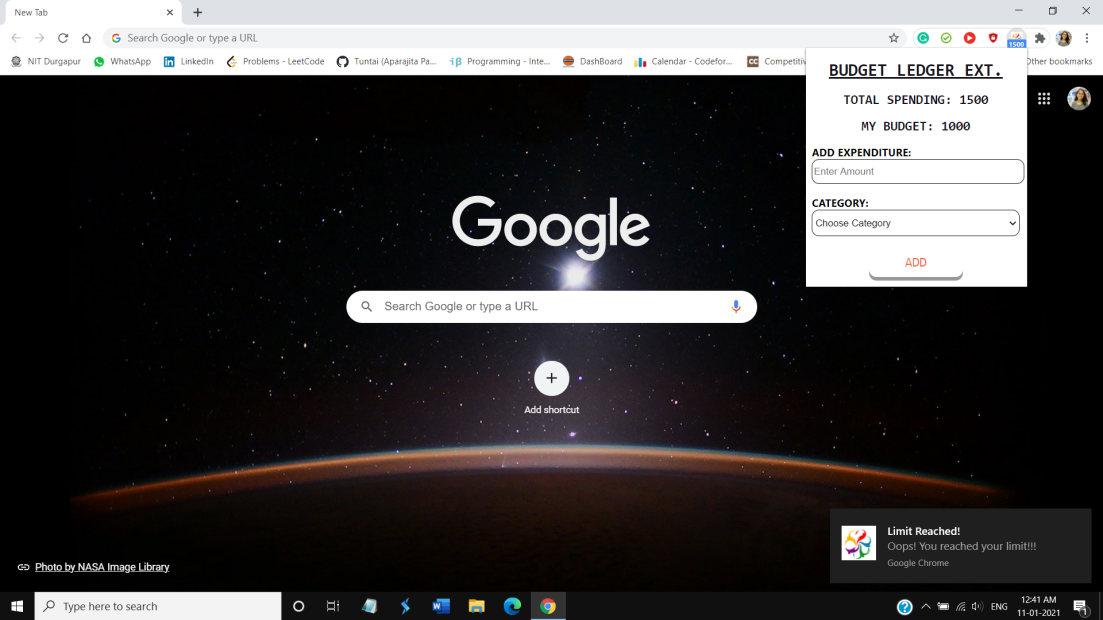 New Tab
Search Google or type a URL
1500
NIT Durgapur
WhatsApp
LinkedIn
Problems - LeetCode
Tuntai (Aparajita Pa...
iβ Programming - Inte...
DashBoard
Calendar - Codefor...
CC Competitiv
Other bookmarks
BUDGET LEDGER EXT.
TOTAL SPENDING: 1500
MY BUDGET: 1000
ADD EXPENDITURE:
Enter Amount
CATEGORY:
Choose Category
ADD
Google
Search Google or type a URL
Add shortcut
Limit Reached!
Oops! You reached your limit!!!
Google Chrome
Photo by NASA Image Library
Type here to search
ENG
12:41 AM
11-01-2021
1